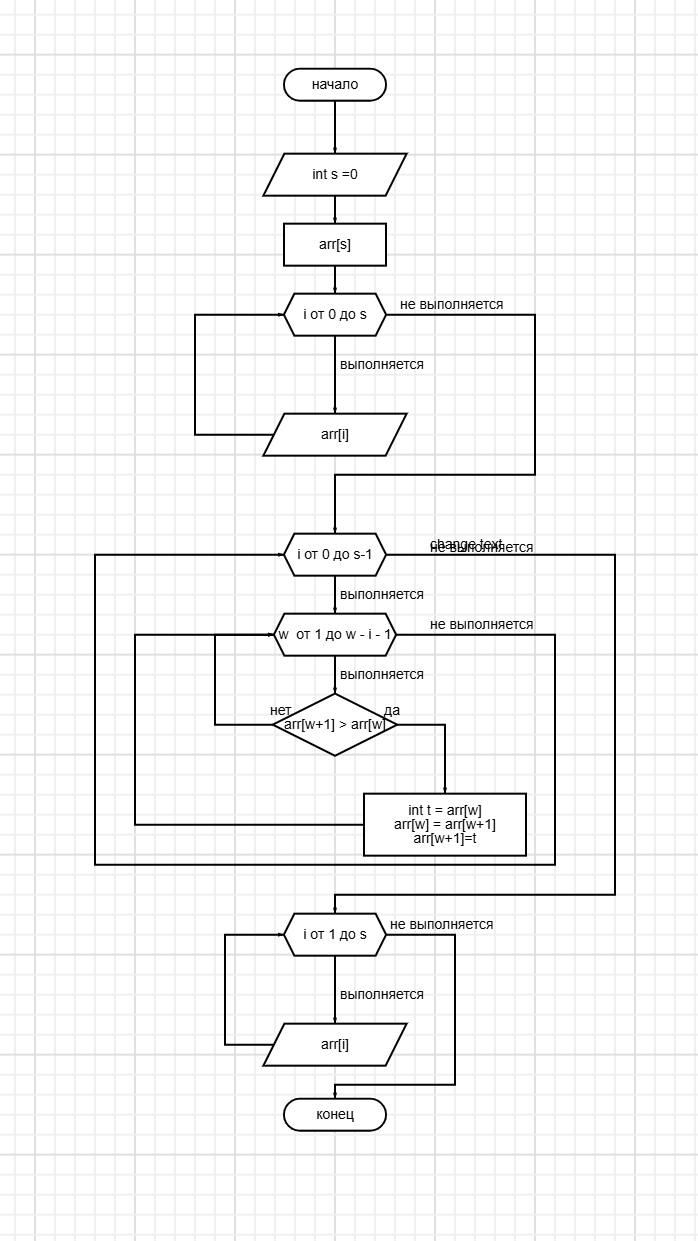 начало
int s =0
arr[s]
i от 0 до s
не выполняется
выполняется
arr[i]
i от 0 до s-1
change text
не выполняется
выполняется
w от 1 до w - i - 1
не выполняется
выполняется
нет
да
arr[w+1] > arr[w]
int t = arr[w]
arr[w] = arr[w+1]
arr[w+1]=t
i от 1 до s
не выполняется
выполняется
arr[i]
конец